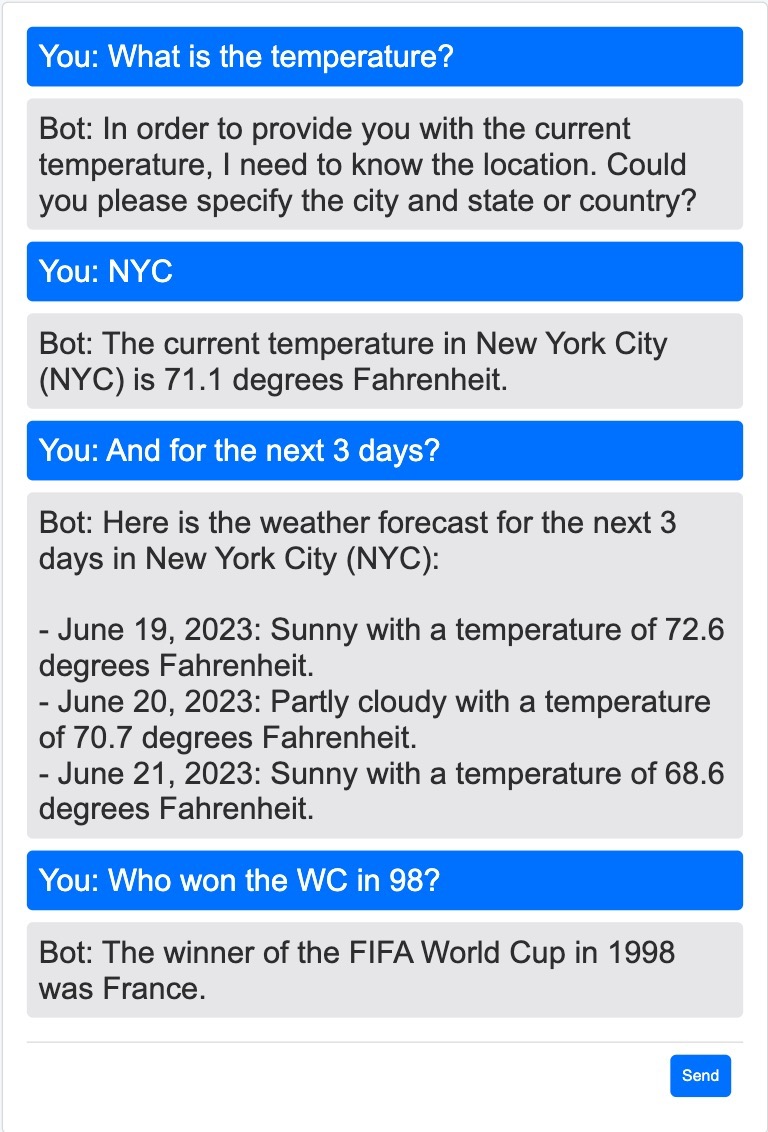 You: What is the temperature?
Bot: In order to provide you with the current
temperature, I need to know the location. Could
you please specify the city and state or country?
You: NYC
Bot: The current temperature in New York City
(NYC) is 71.1 degrees Fahrenheit.
You: And for the next 3 days?
Bot: Here is the weather forecast for the next 3
days in New York City (NYC):
- June 19, 2023: Sunny with a temperature of 72.6
degrees Fahrenheit.
- June 20, 2023: Partly cloudy with a temperature
of 70.7 degrees Fahrenheit.
- June 21, 2023: Sunny with a temperature of 68.6
degrees Fahrenheit.
You: Who won the WC in 98?
Bot: The winner of the FIFA World Cup in 1998
was France.
Send